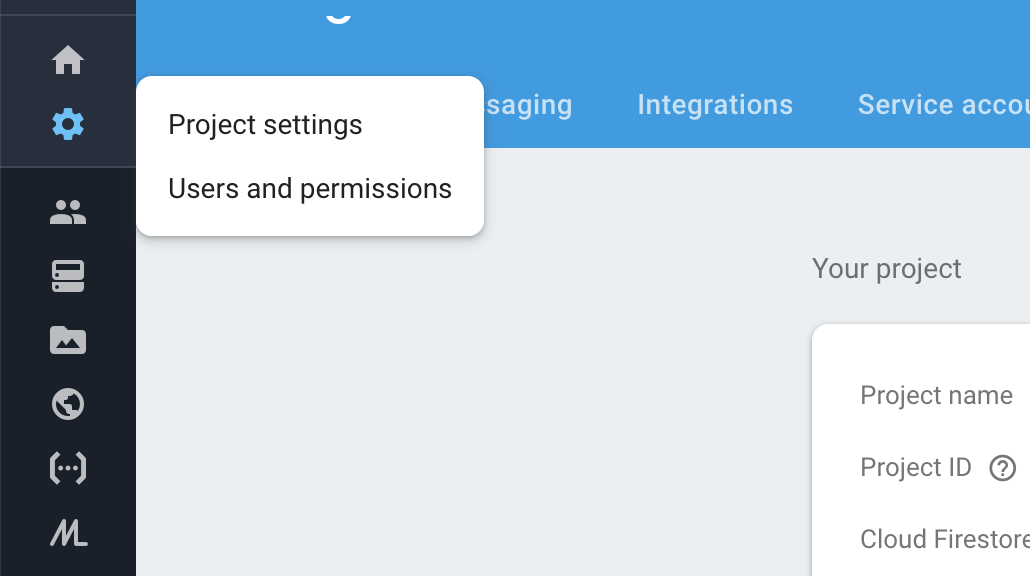 saging Integrations Service accou
Project settings
Users and permissions
Your project
Project name
Project ID
Cloud Firestore